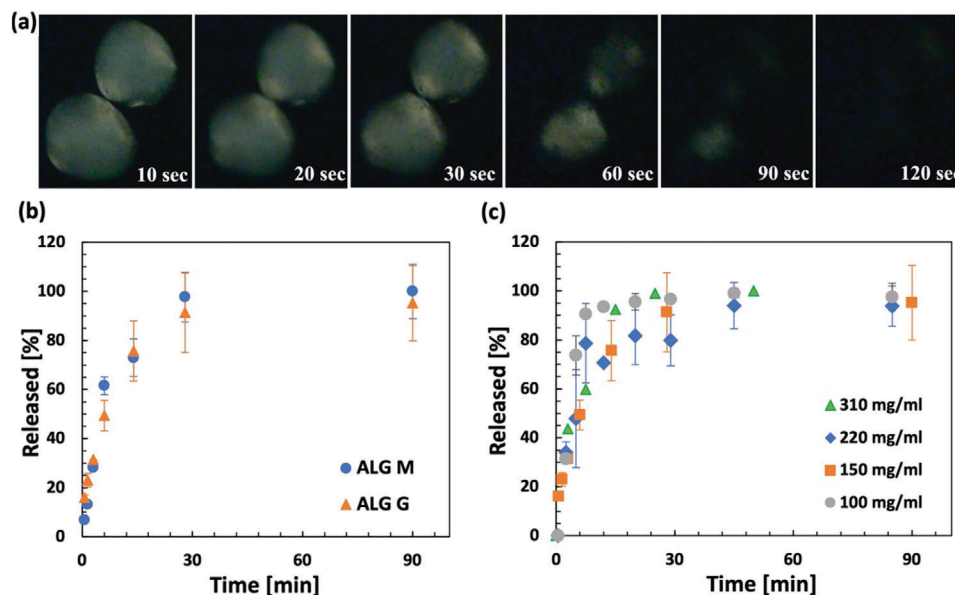 (a)
10 sec
20 sec
30 sec
60 sec
90 sec
120 sec
(b)
120
100
80
60
40
20
0
0
30
60
90
Released [%]
Time [min]
ALG M
ALG G
(c)
120
100
80
60
40
20
0
0
30
60
90
Released [%]
Time [min]
310 mg/ml
220 mg/ml
150 mg/ml
100 mg/ml